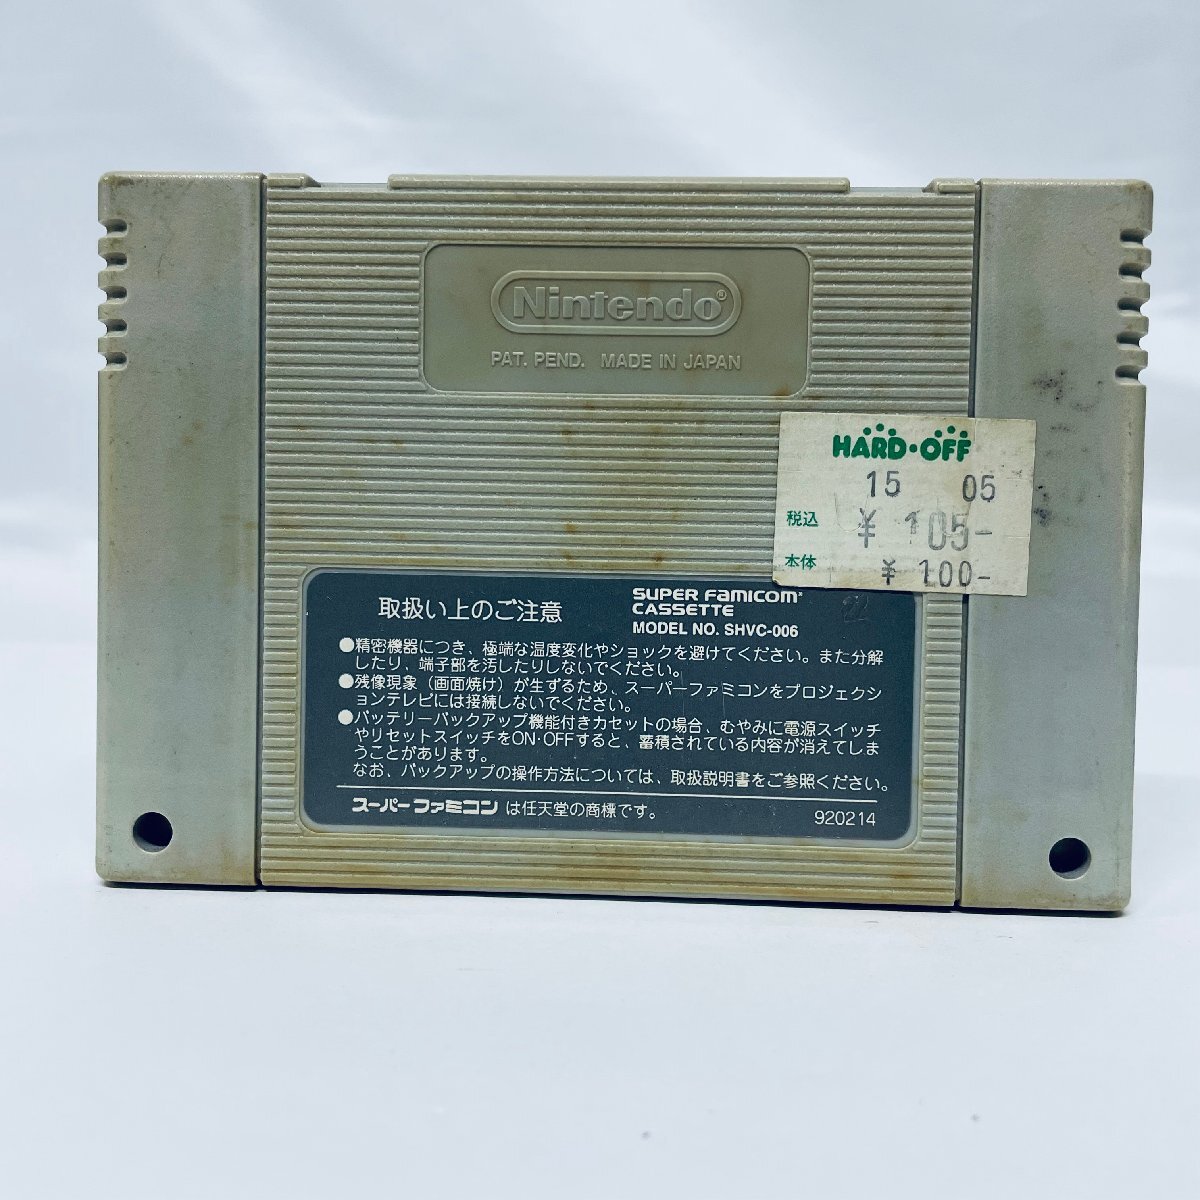 Nintendo®
PAT. PEND. MADE IN JAPAN
HARD・OFF
15 05
税込 ¥ 105-
本体 ¥ 100-
取扱い上のご注意
SUPER FAMICOM
CASSETTE
MODEL NO. SHVC-006
●精密機器につき、極端な温度変化やショックを避けてください。また分解
したり、端子部を汚したりしないでください。
●残像現象（画面焼け）が生ずるため、スーパーファミコンをプロジェクシ
ョンテレビには接続しないでください。
●バッテリーバックアップ機能付きカセットの場合、むやみに電源スイッチ
やリセットスイッチをON・OFFすると、蓄積されている内容が消えてしま
うことがあります。
なお、バックアップの操作方法については、取扱説明書をご参照ください。
スーパーファミコン は任天堂の商標です。
920214